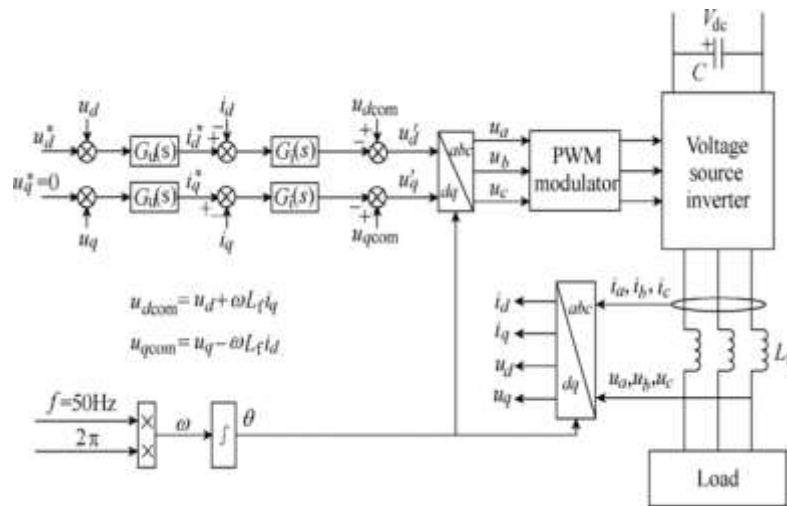 V_dc
+
C
u_d
i_d
u_dcom
u_d^*
G_u(s)
i_d^*
+
−
G_i(s)
−
+
u_d′
u_q^*=0
G_u(s)
i_q^*
+
−
G_i(s)
−
+
u_q′
u_q
i_q
u_qcom
abc
dq
u_a
u_b
u_c
PWM
modulator
Voltage
source
inverter
u_dcom = u_d + ωL_f i_q
u_qcom = u_q − ωL_f i_d
i_d
i_q
u_d
u_q
abc
dq
i_a, i_b, i_c
u_a, u_b, u_c
f=50Hz
2π
×
×
ω
∫
θ
Load